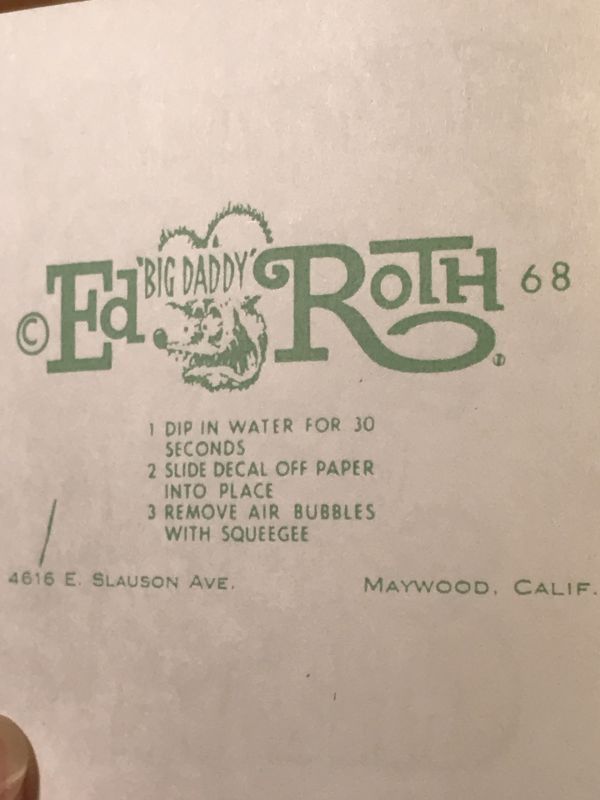 © Ed "BIG DADDY" ROTH 68
1 DIP IN WATER FOR 30
SECONDS
2 SLIDE DECAL OFF PAPER
INTO PLACE
3 REMOVE AIR BUBBLES
WITH SQUEEGEE
4616 E. SLAUSON AVE. MAYWOOD, CALIF.